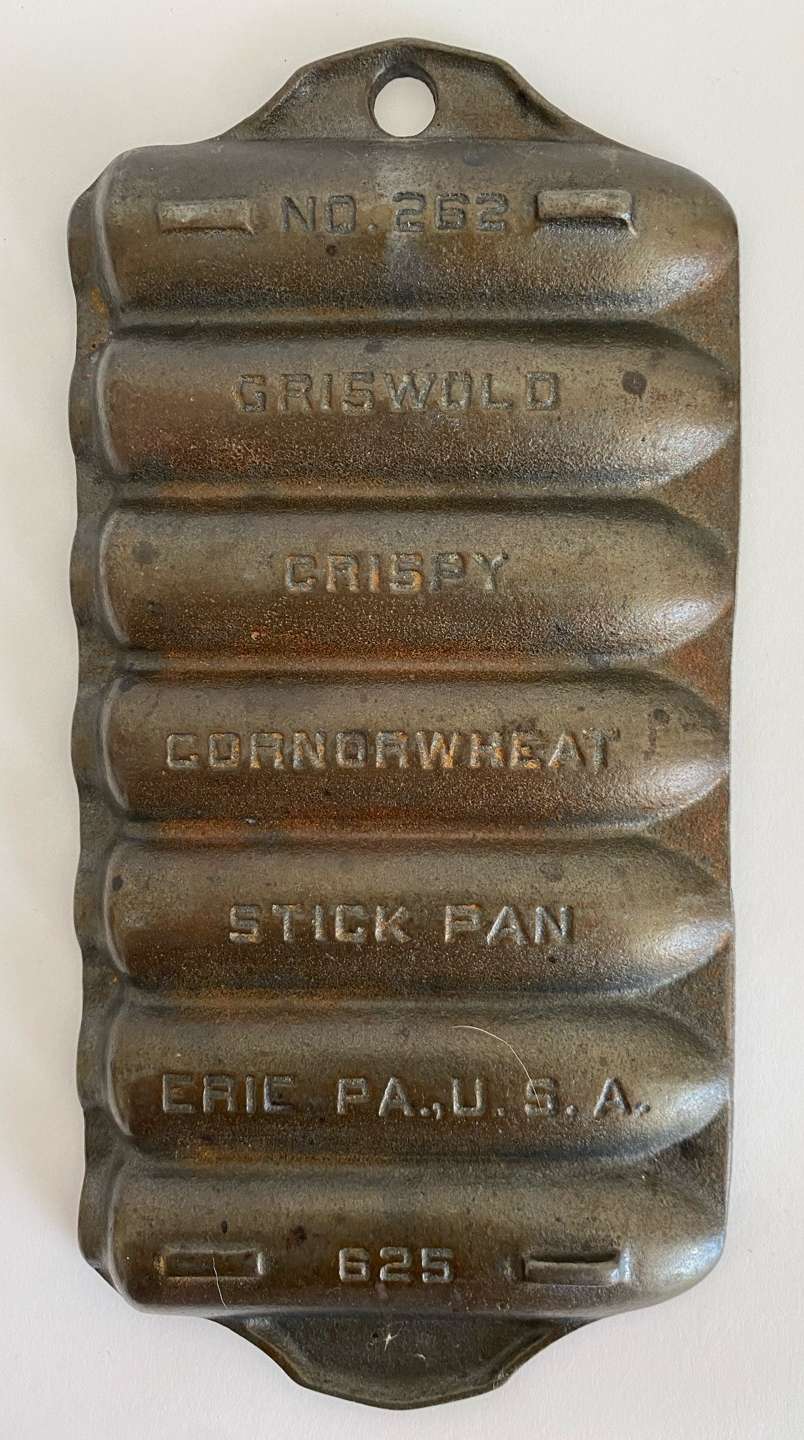 NO. 262
GRISWOLD
CRISPY
CORNORWHEAT
STICK PAN
ERIE PA., U.S.A.
625